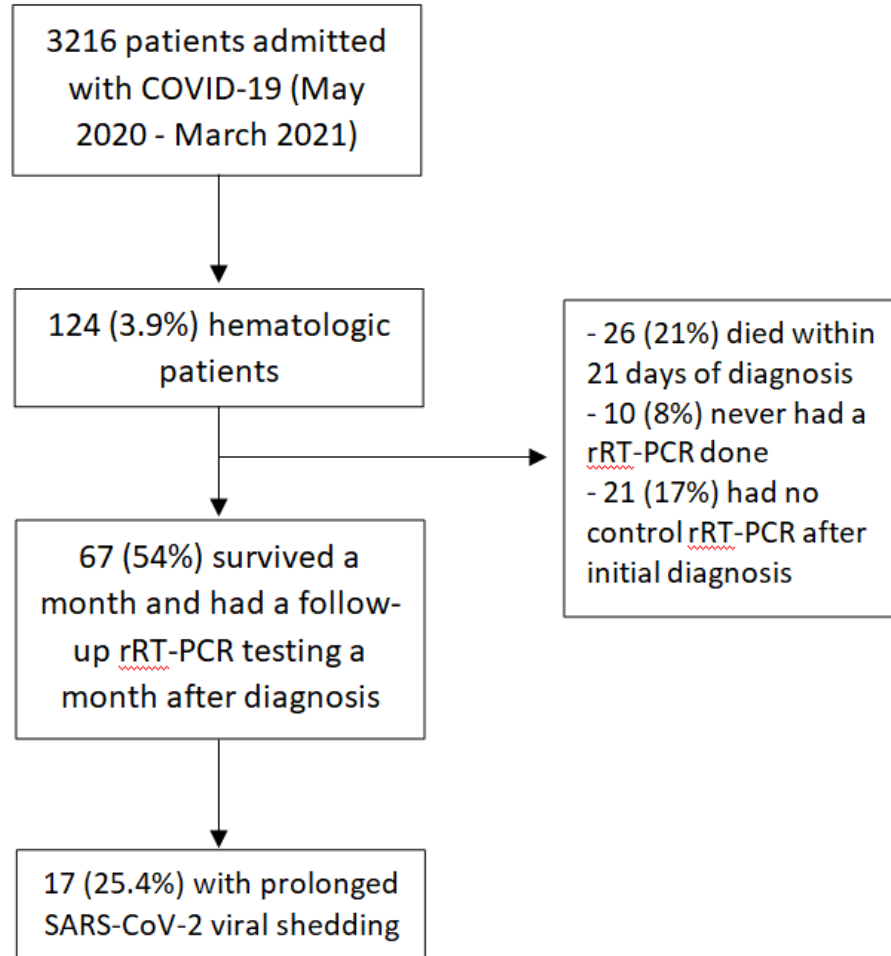 3216 patients admitted
with COVID-19 (May
2020 - March 2021)
124 (3.9%) hematologic
patients
- 26 (21%) died within
21 days of diagnosis
- 10 (8%) never had a
rRT-PCR done
- 21 (17%) had no
control rRT-PCR after
initial diagnosis
67 (54%) survived a
month and had a follow-
up rRT-PCR testing a
month after diagnosis
17 (25.4%) with prolonged
SARS-CoV-2 viral shedding